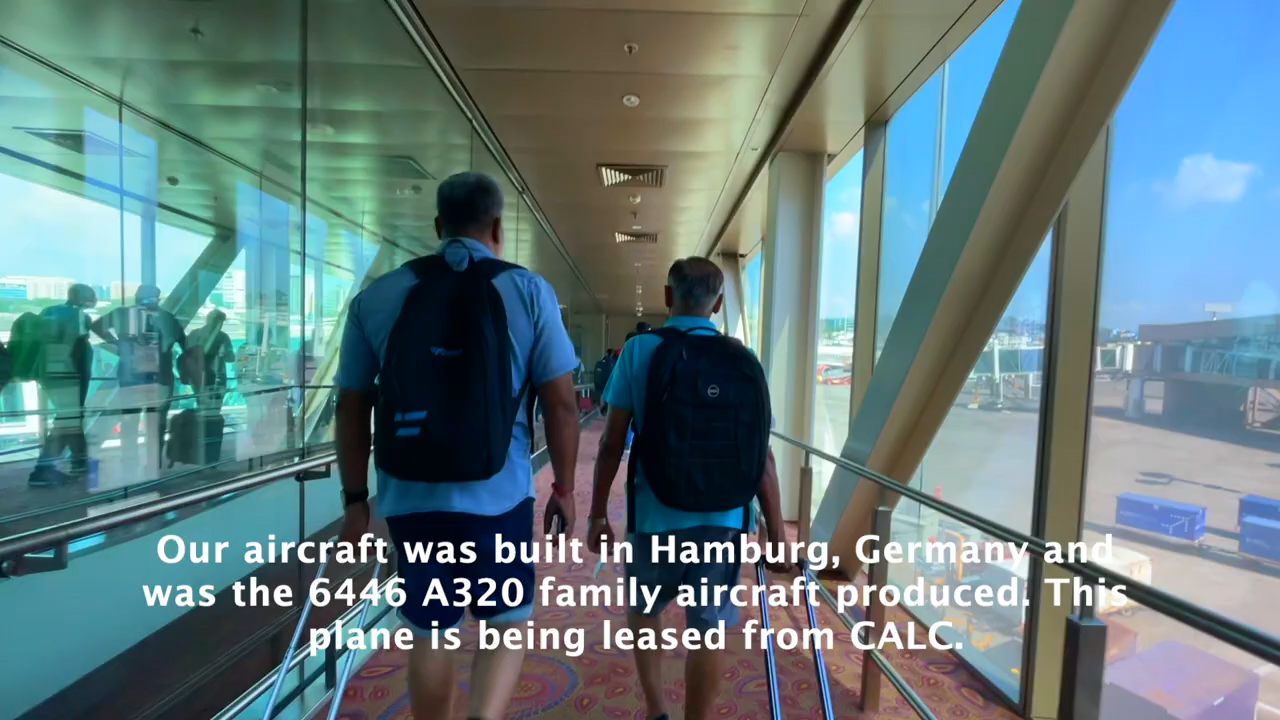 Our aircraft was built in Hamburg, Germany and
was the 6446 A320 family aircraft produced. This
plane is being leased from CALC.